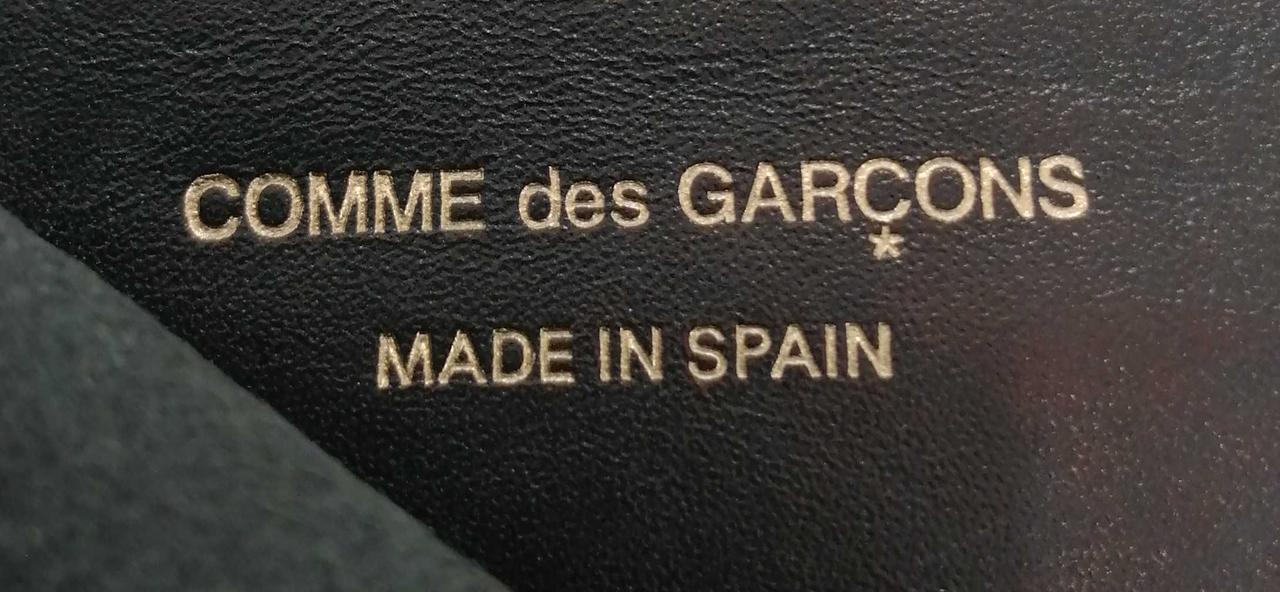 COMME des GARÇONS
*
MADE IN SPAIN